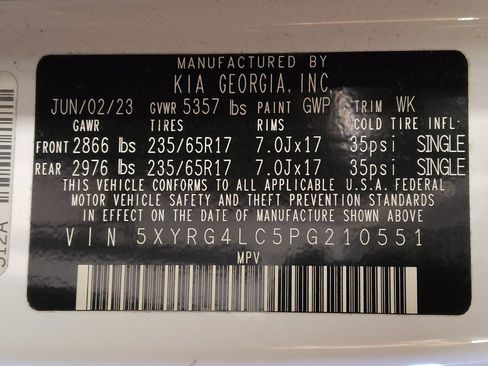 MANUFACTURED BY
KIA GEORGIA, INC.
JUN/02/23 GVWR 5357 lbs PAINT GWP TRIM WK
GAWR TIRES RIMS COLD TIRE INFL.
FRONT 2866 lbs 235/65R17 7.0Jx17 35psi SINGLE
REAR 2976 lbs 235/65R17 7.0Jx17 35psi SINGLE
THIS VEHICLE CONFORMS TO ALL APPLICABLE U.S.A. FEDERAL
MOTOR VEHICLE SAFETY AND THEFT PREVENTION STANDARDS
IN EFFECT ON THE DATE OF MANUFACTURE SHOWN ABOVE
VIN 5XYRG4LC5PG210551
MPV